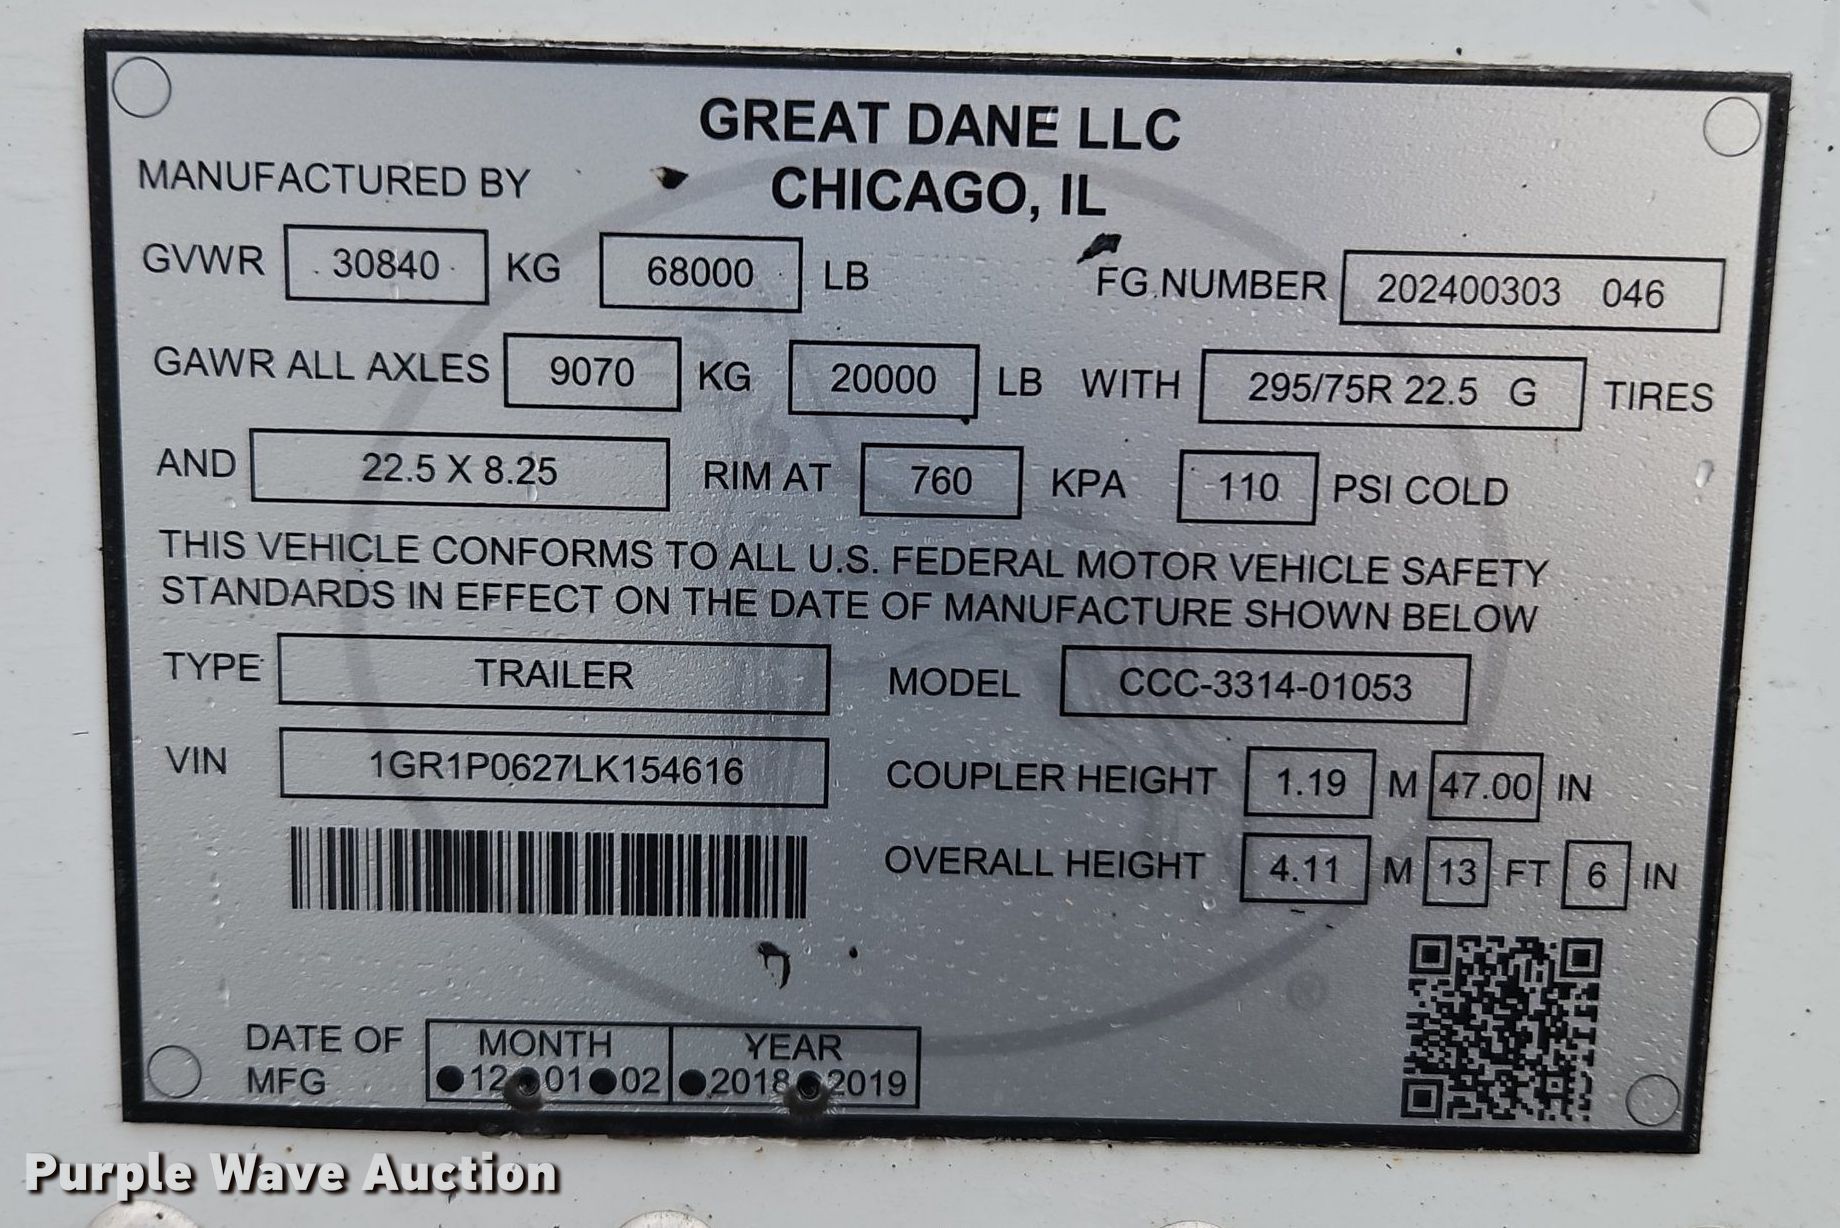 GREAT DANE LLC
MANUFACTURED BY CHICAGO, IL
GVWR 30840 KG 68000 LB FG NUMBER 202400303 046
GAWR ALL AXLES 9070 KG 20000 LB WITH 295/75R 22.5 G TIRES
AND 22.5 X 8.25 RIM AT 760 KPA 110 PSI COLD
THIS VEHICLE CONFORMS TO ALL U.S. FEDERAL MOTOR VEHICLE SAFETY
STANDARDS IN EFFECT ON THE DATE OF MANUFACTURE SHOWN BELOW
TYPE TRAILER MODEL CCC-3314-01053
VIN 1GR1P0627LK154616 COUPLER HEIGHT 1.19 M 47.00 IN
OVERALL HEIGHT 4.11 M 13 FT 6 IN
DATE OF MONTH YEAR
MFG ●12●01●02 ●2018●2019
Purple Wave Auction